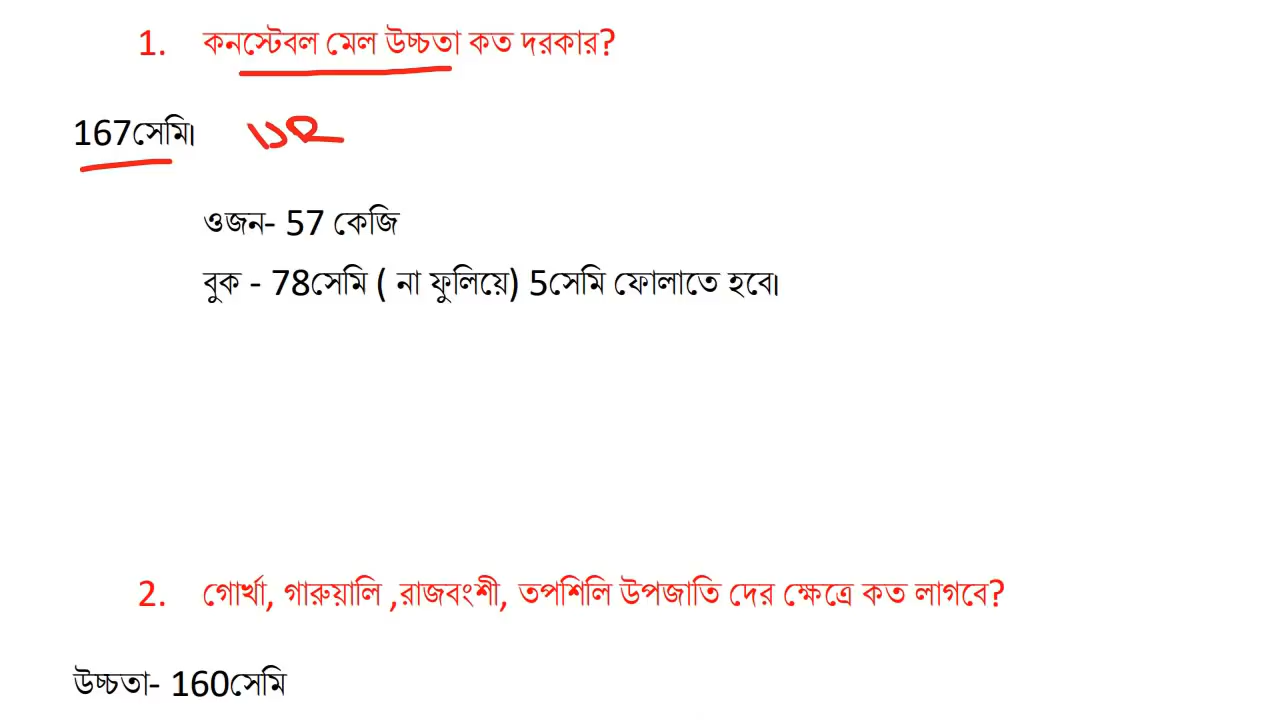 1. কনস্টেবল মেল উচ্চতা কত দরকার?
167সেমি।
ওজন- 57 কেজি
বুক - 78সেমি ( না ফুলিয়ে) 5সেমি ফোলাতে হবে।
2. গোর্খা, গারুয়ালি ,রাজবংশী, তপশিলি উপজাতি দের ক্ষেত্রে কত লাগবে?
উচ্চতা- 160সেমি